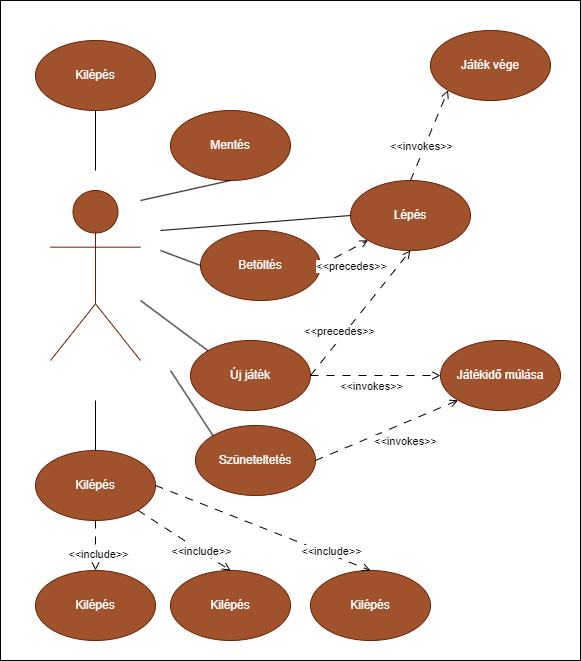 Játék vége
Kilépés
Mentés
<<invokes>>
Lépés
Betöltés
<<precedes>>
<<precedes>>
Új játék
<<invokes>>
Játékidő múlása
Szüneteltetés
<<invokes>>
Kilépés
<<include>>
<<include>>
<<include>>
Kilépés
Kilépés
Kilépés